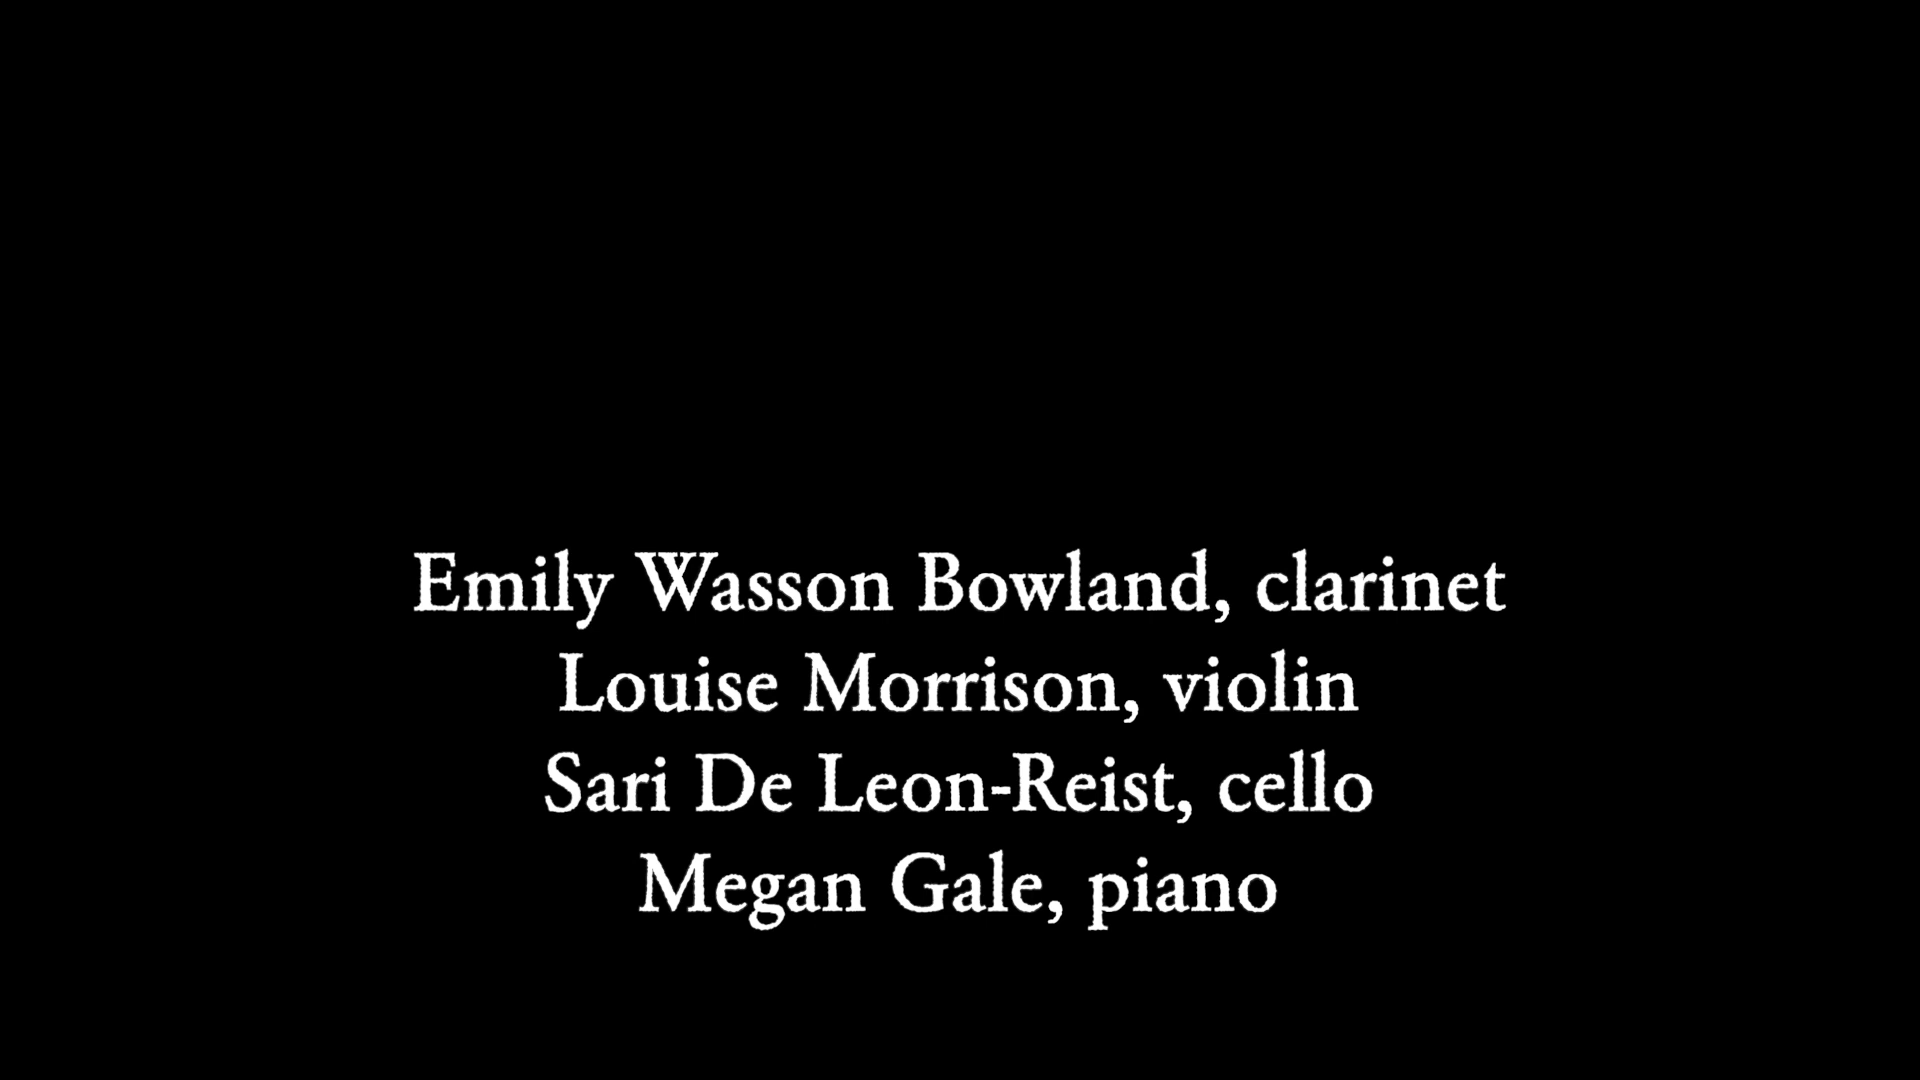 Emily Wasson Bowland, clarinet
Louise Morrison, violin
Sari De Leon-Reist, cello
Megan Gale, piano